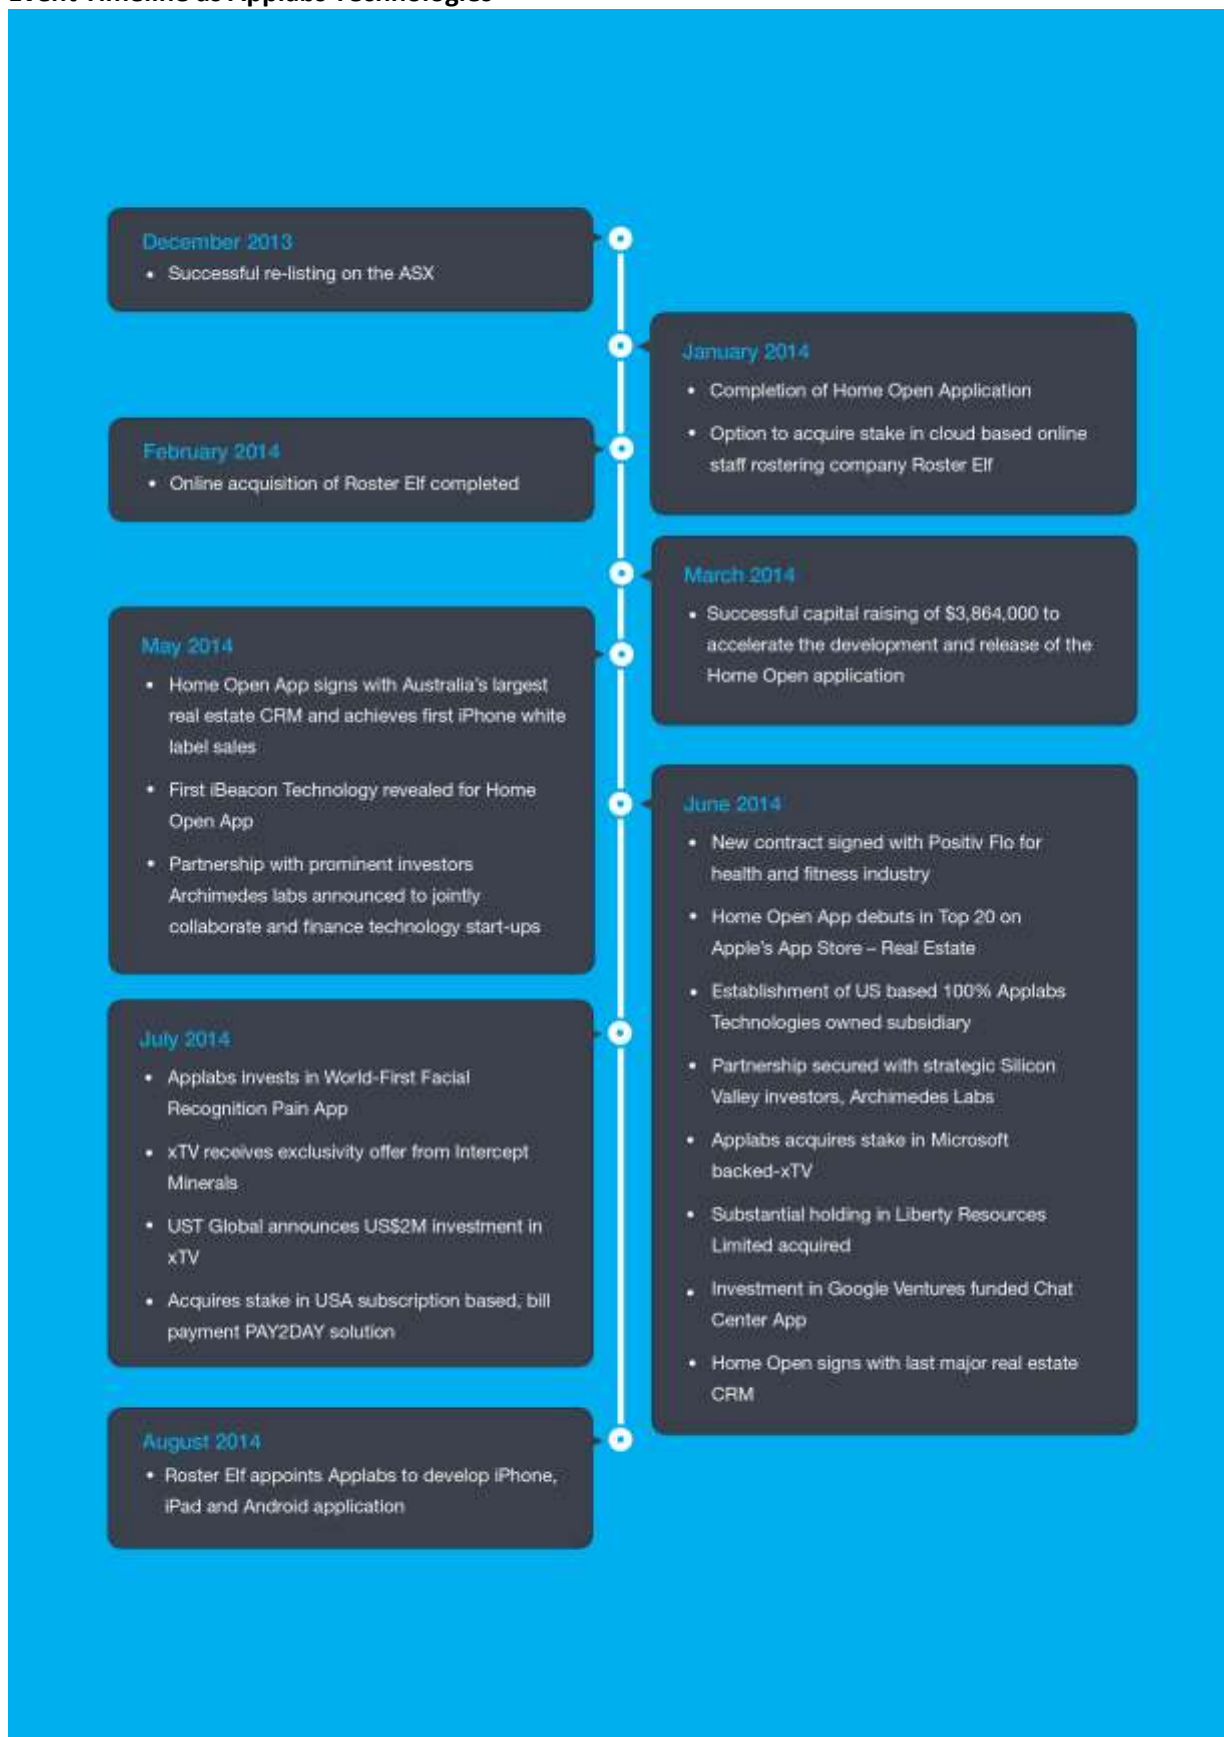 Event Timeline as Applabs Technologies
December 2013
• Successful re-listing on the ASX
January 2014
• Completion of Home Open Application
• Option to acquire stake in cloud based online
staff rostering company Roster Elf
February 2014
• Online acquisition of Roster Elf completed
March 2014
• Successful capital raising of $3,864,000 to
accelerate the development and release of the
Home Open application
May 2014
• Home Open App signs with Australia's largest
real estate CRM and achieves first iPhone white
label sales
• First iBeacon Technology revealed for Home
Open App
• Partnership with prominent investors
Archimedes labs announced to jointly
collaborate and finance technology start-ups
June 2014
• New contract signed with Positiv Flo for
health and fitness industry
• Home Open App debuts in Top 20 on
Apple's App Store – Real Estate
• Establishment of US based 100% Applabs
Technologies owned subsidiary
• Partnership secured with strategic Silicon
Valley investors, Archimedes Labs
• Applabs acquires stake in Microsoft
backed-xTV
• Substantial holding in Liberty Resources
Limited acquired
• Investment in Google Ventures funded Chat
Center App
• Home Open signs with last major real estate
CRM
July 2014
• Applabs invests in World-First Facial
Recognition Pain App
• xTV receives exclusivity offer from Intercept
Minerals
• UST Global announces US$2M investment in
xTV
• Acquires stake in USA subscription based, bill
payment PAY2DAY solution
August 2014
• Roster Elf appoints Applabs to develop iPhone,
iPad and Android application